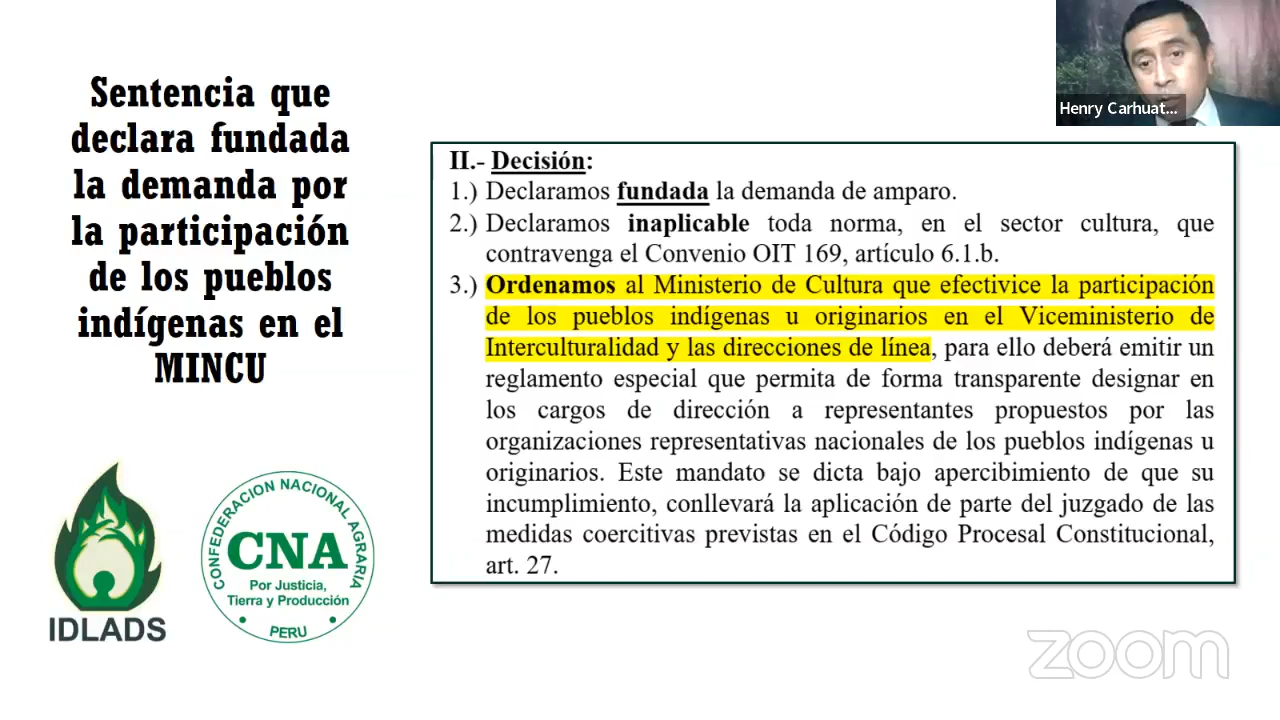 Sentencia que
declara fundada
la demanda por
la participación
de los pueblos
indígenas en el
MINCU
Henry Carhuat...
II.- Decisión:
1.) Declaramos fundada la demanda de amparo.
2.) Declaramos inaplicable toda norma, en el sector cultura, que
contravenga el Convenio OIT 169, artículo 6.1.b.
3.) Ordenamos al Ministerio de Cultura que efectivice la participación
de los pueblos indígenas u originarios en el Viceministerio de
Interculturalidad y las direcciones de línea, para ello deberá emitir un
reglamento especial que permita de forma transparente designar en
los cargos de dirección a representantes propuestos por las
organizaciones representativas nacionales de los pueblos indígenas u
originarios. Este mandato se dicta bajo apercibimiento de que su
incumplimiento, conllevará la aplicación de parte del juzgado de las
medidas coercitivas previstas en el Código Procesal Constitucional,
art. 27.
IDLADS
CONFEDERACION NACIONAL AGRARIA
CNA
Por Justicia,
Tierra y Producción
PERU
zoom